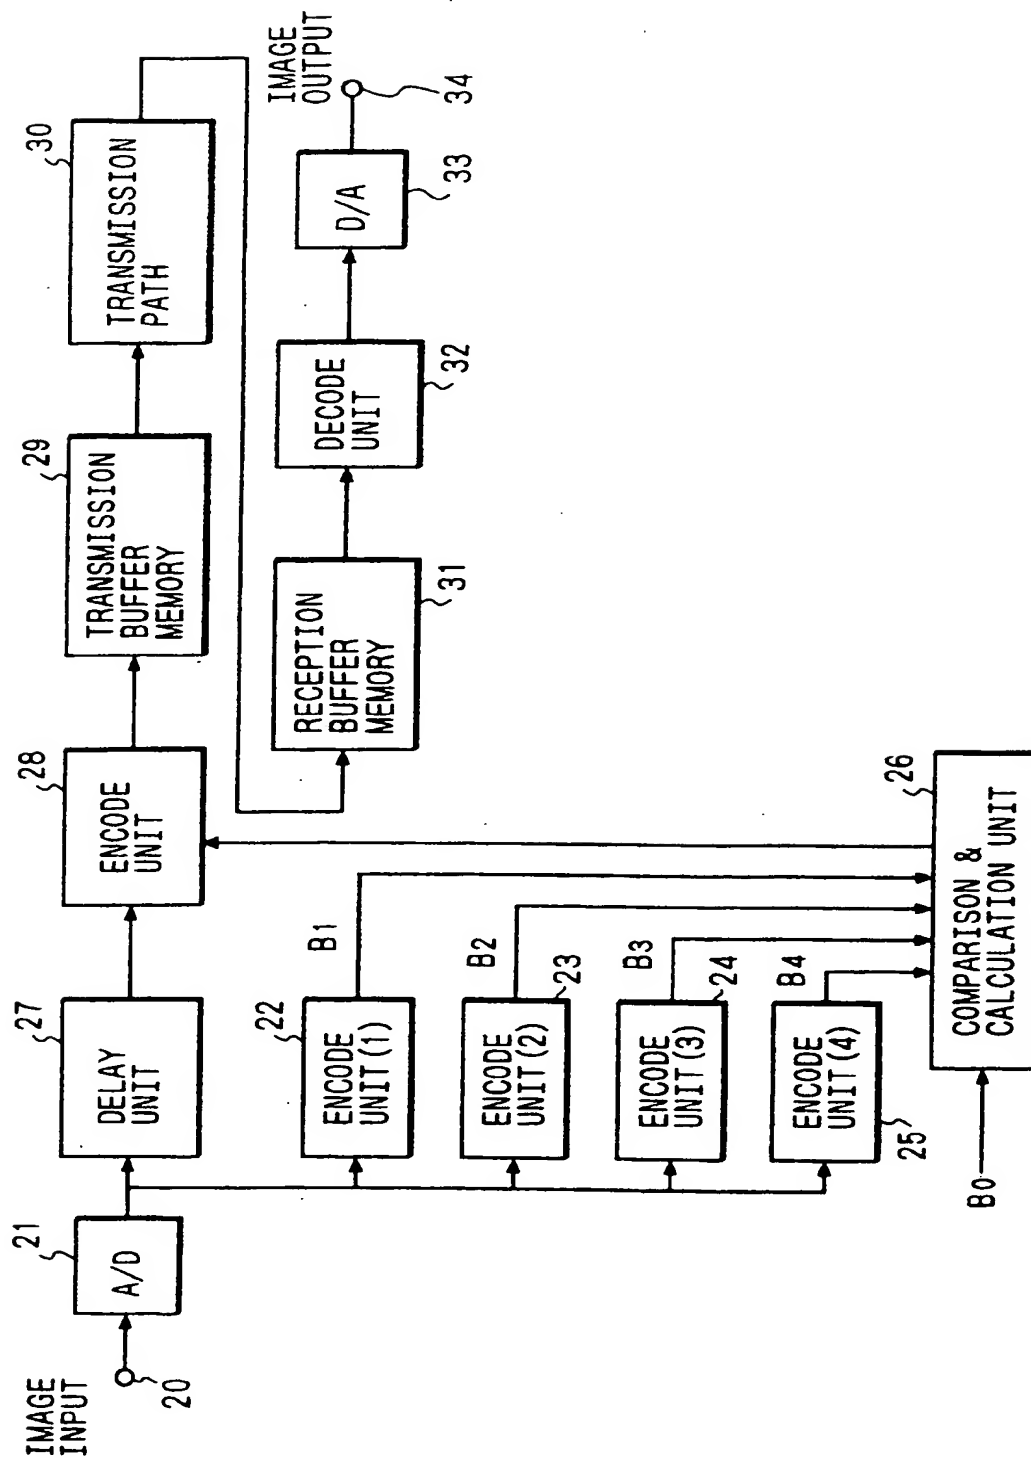 IMAGE
INPUT
20
21
A/D
27
DELAY
UNIT
28
ENCODE
UNIT
29
TRANSMISSION
BUFFER
MEMORY
30
TRANSMISSION
PATH
22
ENCODE
UNIT(1)
B1
23
ENCODE
UNIT(2)
B2
24
ENCODE
UNIT(3)
B3
25
ENCODE
UNIT(4)
B4
B0
26
COMPARISON &
CALCULATION UNIT
31
RECEPTION
BUFFER
MEMORY
32
DECODE
UNIT
33
D/A
IMAGE
OUTPUT
34